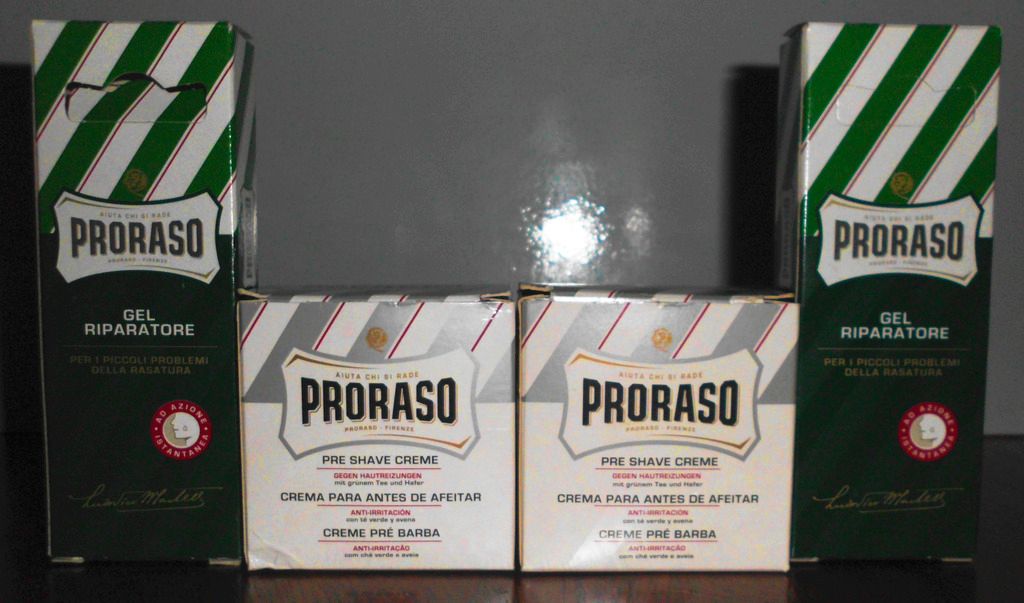 AIUTA CHI SI RADE
PRORASO
PRORASO - FIRENZE
GEL
RIPARATORE
PER I PICCOLI PROBLEMI
DELLA RASATURA
AD AZIONE
ISTANTANEA
AIUTA CHI SI RADE
PRORASO
PRORASO - FIRENZE
PRE SHAVE CREME
GEGEN HAUTREIZUNGEN
mit grünem Tee und Hafer
CREMA PARA ANTES DE AFEITAR
ANTI-IRRITACIÓN
con té verde y avena
CREME PRÉ BARBA
ANTI-IRRITAÇÃO
com chá verde e aveia
AIUTA CHI SI RADE
PRORASO
PRORASO - FIRENZE
PRE SHAVE CREME
GEGEN HAUTREIZUNGEN
mit grünem Tee und Hafer
CREMA PARA ANTES DE AFEITAR
ANTI-IRRITACIÓN
con té verde y avena
CREME PRÉ BARBA
ANTI-IRRITAÇÃO
com chá verde e aveia
AIUTA CHI SI RADE
PRORASO
PRORASO - FIRENZE
GEL
RIPARATORE
PER I PICCOLI PROBLEMI
DELLA RASATURA
AD AZIONE
ISTANTANEA